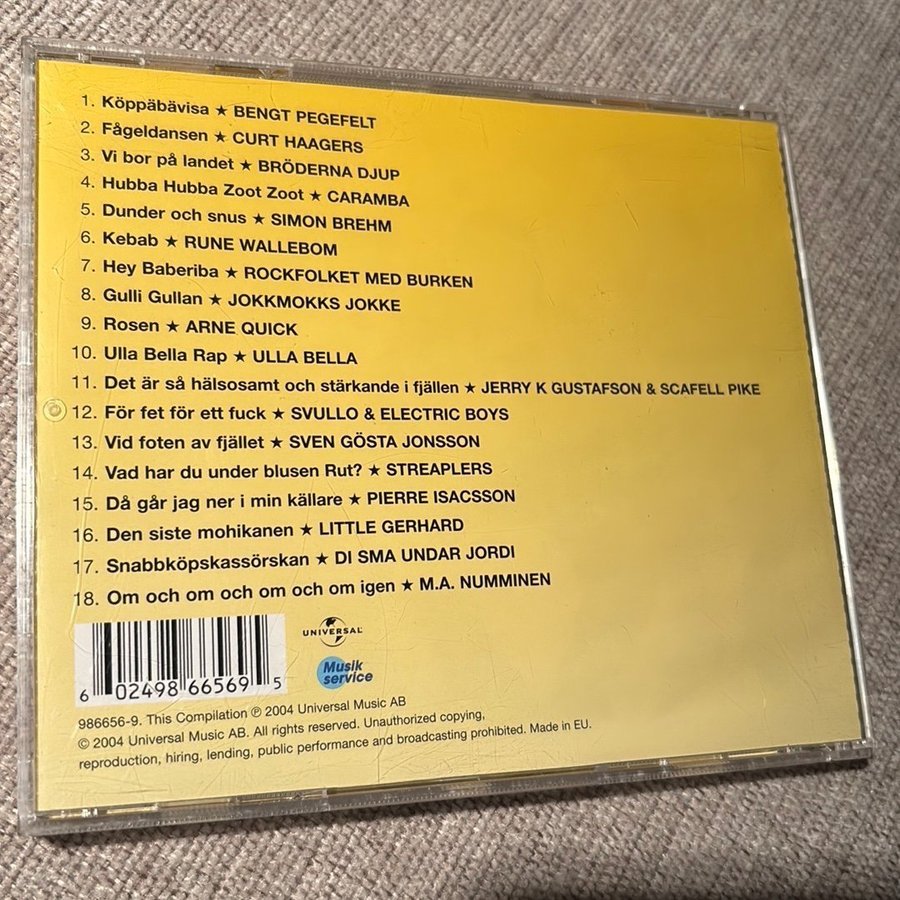 1. Köppäbävisa ★ BENGT PEGEFELT
2. Fågeldansen ★ CURT HAAGERS
3. Vi bor på landet ★ BRÖDERNA DJUP
4. Hubba Hubba Zoot Zoot ★ CARAMBA
5. Dunder och snus ★ SIMON BREHM
6. Kebab ★ RUNE WALLEBOM
7. Hey Baberiba ★ ROCKFOLKET MED BURKEN
8. Gulli Gullan ★ JOKKMOKKS JOKKE
9. Rosen ★ ARNE QUICK
10. Ulla Bella Rap ★ ULLA BELLA
11. Det är så hälsosamt och stärkande i fjällen ★ JERRY K GUSTAFSON & SCAFELL PIKE
12. För fet för ett fuck ★ SVULLO & ELECTRIC BOYS
13. Vid foten av fjället ★ SVEN GÖSTA JONSSON
14. Vad har du under blusen Rut? ★ STREAPLERS
15. Då går jag ner i min källare ★ PIERRE ISACSSON
16. Den siste mohikanen ★ LITTLE GERHARD
17. Snabbköpskassörskan ★ DI SMA UNDAR JORDI
18. Om och om och om och om igen ★ M.A. NUMMINEN
UNIVERSAL
Musik
service
6 02498 66569 5
986656-9. This Compilation ℗ 2004 Universal Music AB
© 2004 Universal Music AB. All rights reserved. Unauthorized copying,
reproduction, hiring, lending, public performance and broadcasting prohibited. Made in EU.